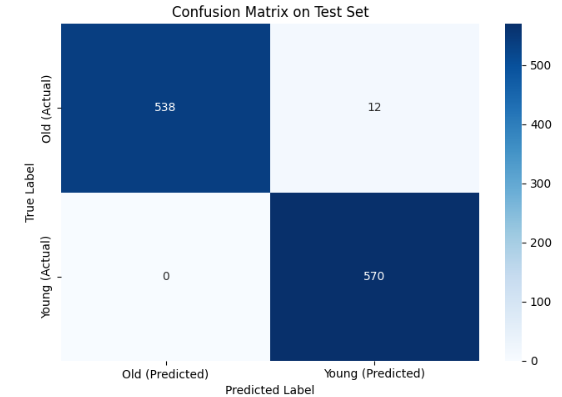 Confusion Matrix on Test Set
Old (Actual)
538
12
Young (Actual)
0
570
True Label
Old (Predicted)
Young (Predicted)
Predicted Label
500
400
300
200
100
0